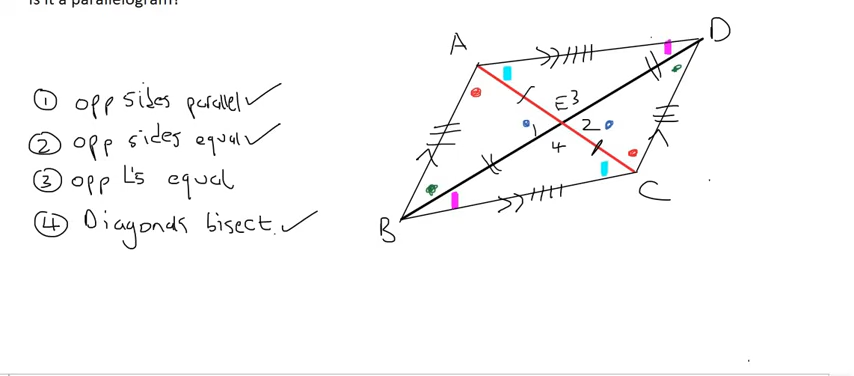 is it a parallelogram?
① opp sides parallel ✓
② opp sides equal ✓
③ opp L's equal
④ Diagonals bisect. ✓
A
D
E 3
1
2
4
B
C